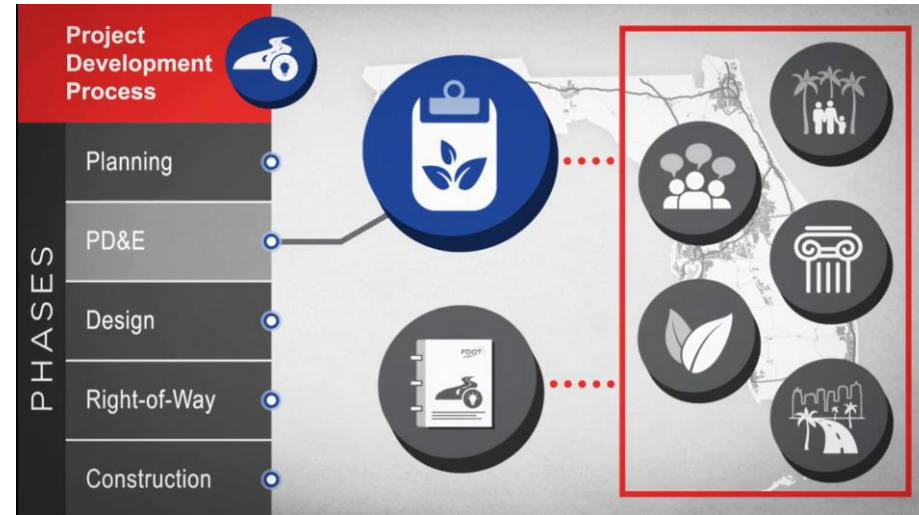 Project
Development
Process
PHASES
Planning
PD&E
Design
Right-of-Way
Construction
FDOT